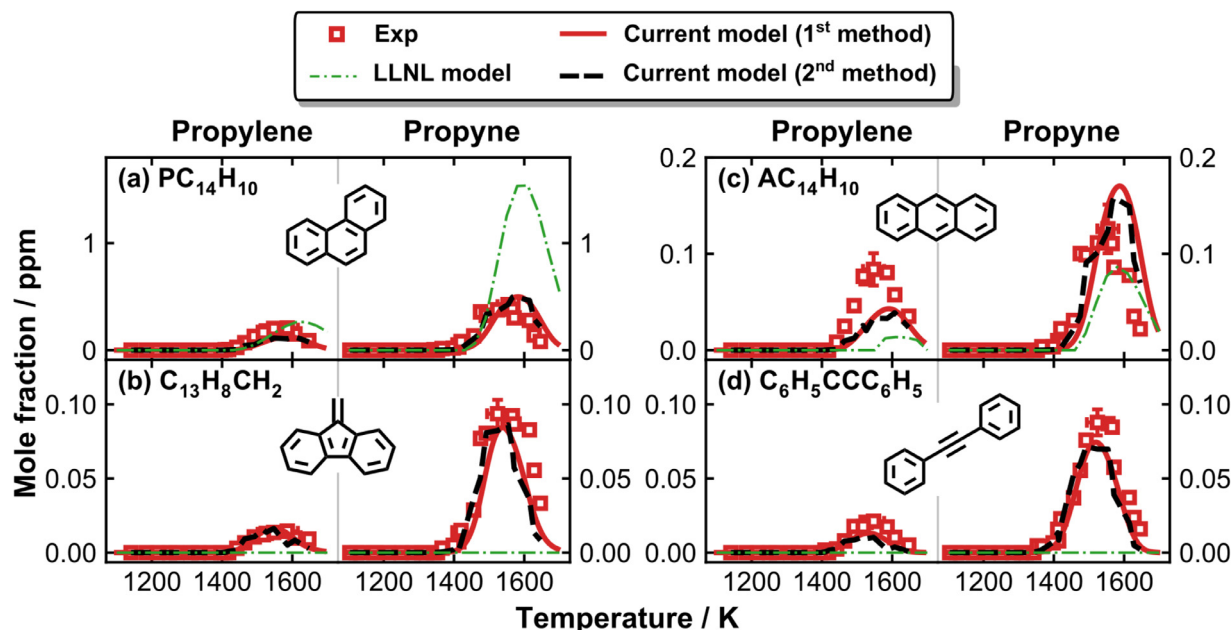 Exp
Current model (1st method)
LLNL model
Current model (2nd method)
Propylene
Propyne
Propylene
Propyne
(a) PC14H10
1
0
1
0
(c) AC14H10
0.2
0.1
0.0
0.2
0.1
0.0
(b) C13H8CH2
0.10
0.05
0.00
0.10
0.05
0.00
(d) C6H5CCC6H5
0.10
0.05
0.00
0.10
0.05
0.00
1200 1400 1600
1200 1400 1600
1200 1400 1600
1200 1400 1600
Mole fraction / ppm
Temperature / K